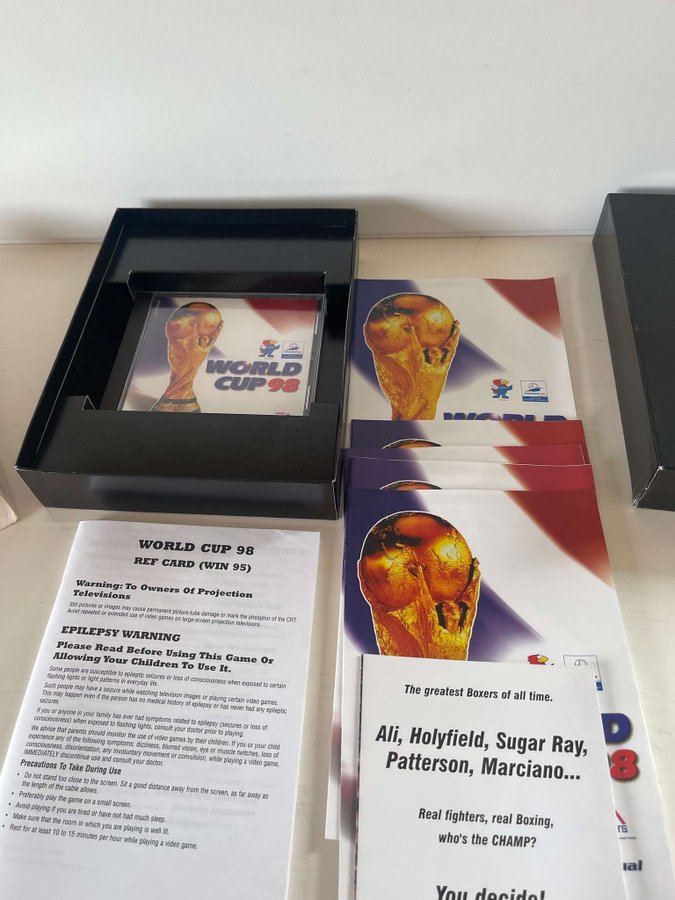 WORLD
CUP 98
WORLD
WORLD CUP 98
REF CARD (WIN 95)
Warning: To Owners Of Projection
Televisions
Still pictures or images may cause permanent picture-tube damage or mark the phosphor of the CRT.
Avoid repeated or extended use of video games on large-screen projection televisions.
EPILEPSY WARNING
Please Read Before Using This Game Or
Allowing Your Children To Use It.
Some people are susceptible to epileptic seizures or loss of consciousness when exposed to certain
flashing lights or light patterns in everyday life.
Such people may have a seizure while watching television images or playing certain video games.
This may happen even if the person has no medical history of epilepsy or has never had any epileptic
seizures.
If you or anyone in your family has ever had symptoms related to epilepsy (seizures or loss of
consciousness) when exposed to flashing lights, consult your doctor prior to playing.
We advise that parents should monitor the use of video games by their children. If you or your child
experience any of the following symptoms: dizziness, blurred vision, eye or muscle twitches, loss of
consciousness, disorientation, any involuntary movement or convulsion, while playing a video game,
IMMEDIATELY discontinue use and consult your doctor.
Precautions To Take During Use
• Do not stand too close to the screen. Sit a good distance away from the screen, as far away as
the length of the cable allows.
• Preferably play the game on a small screen.
• Avoid playing if you are tired or have not had much sleep.
• Make sure that the room in which you are playing is well lit.
• Rest for at least 10 to 15 minutes per hour while playing a video game.
D
8
TS
ual
The greatest Boxers of all time.
Ali, Holyfield, Sugar Ray,
Patterson, Marciano...
Real fighters, real Boxing,
who's the CHAMP?
You decide!